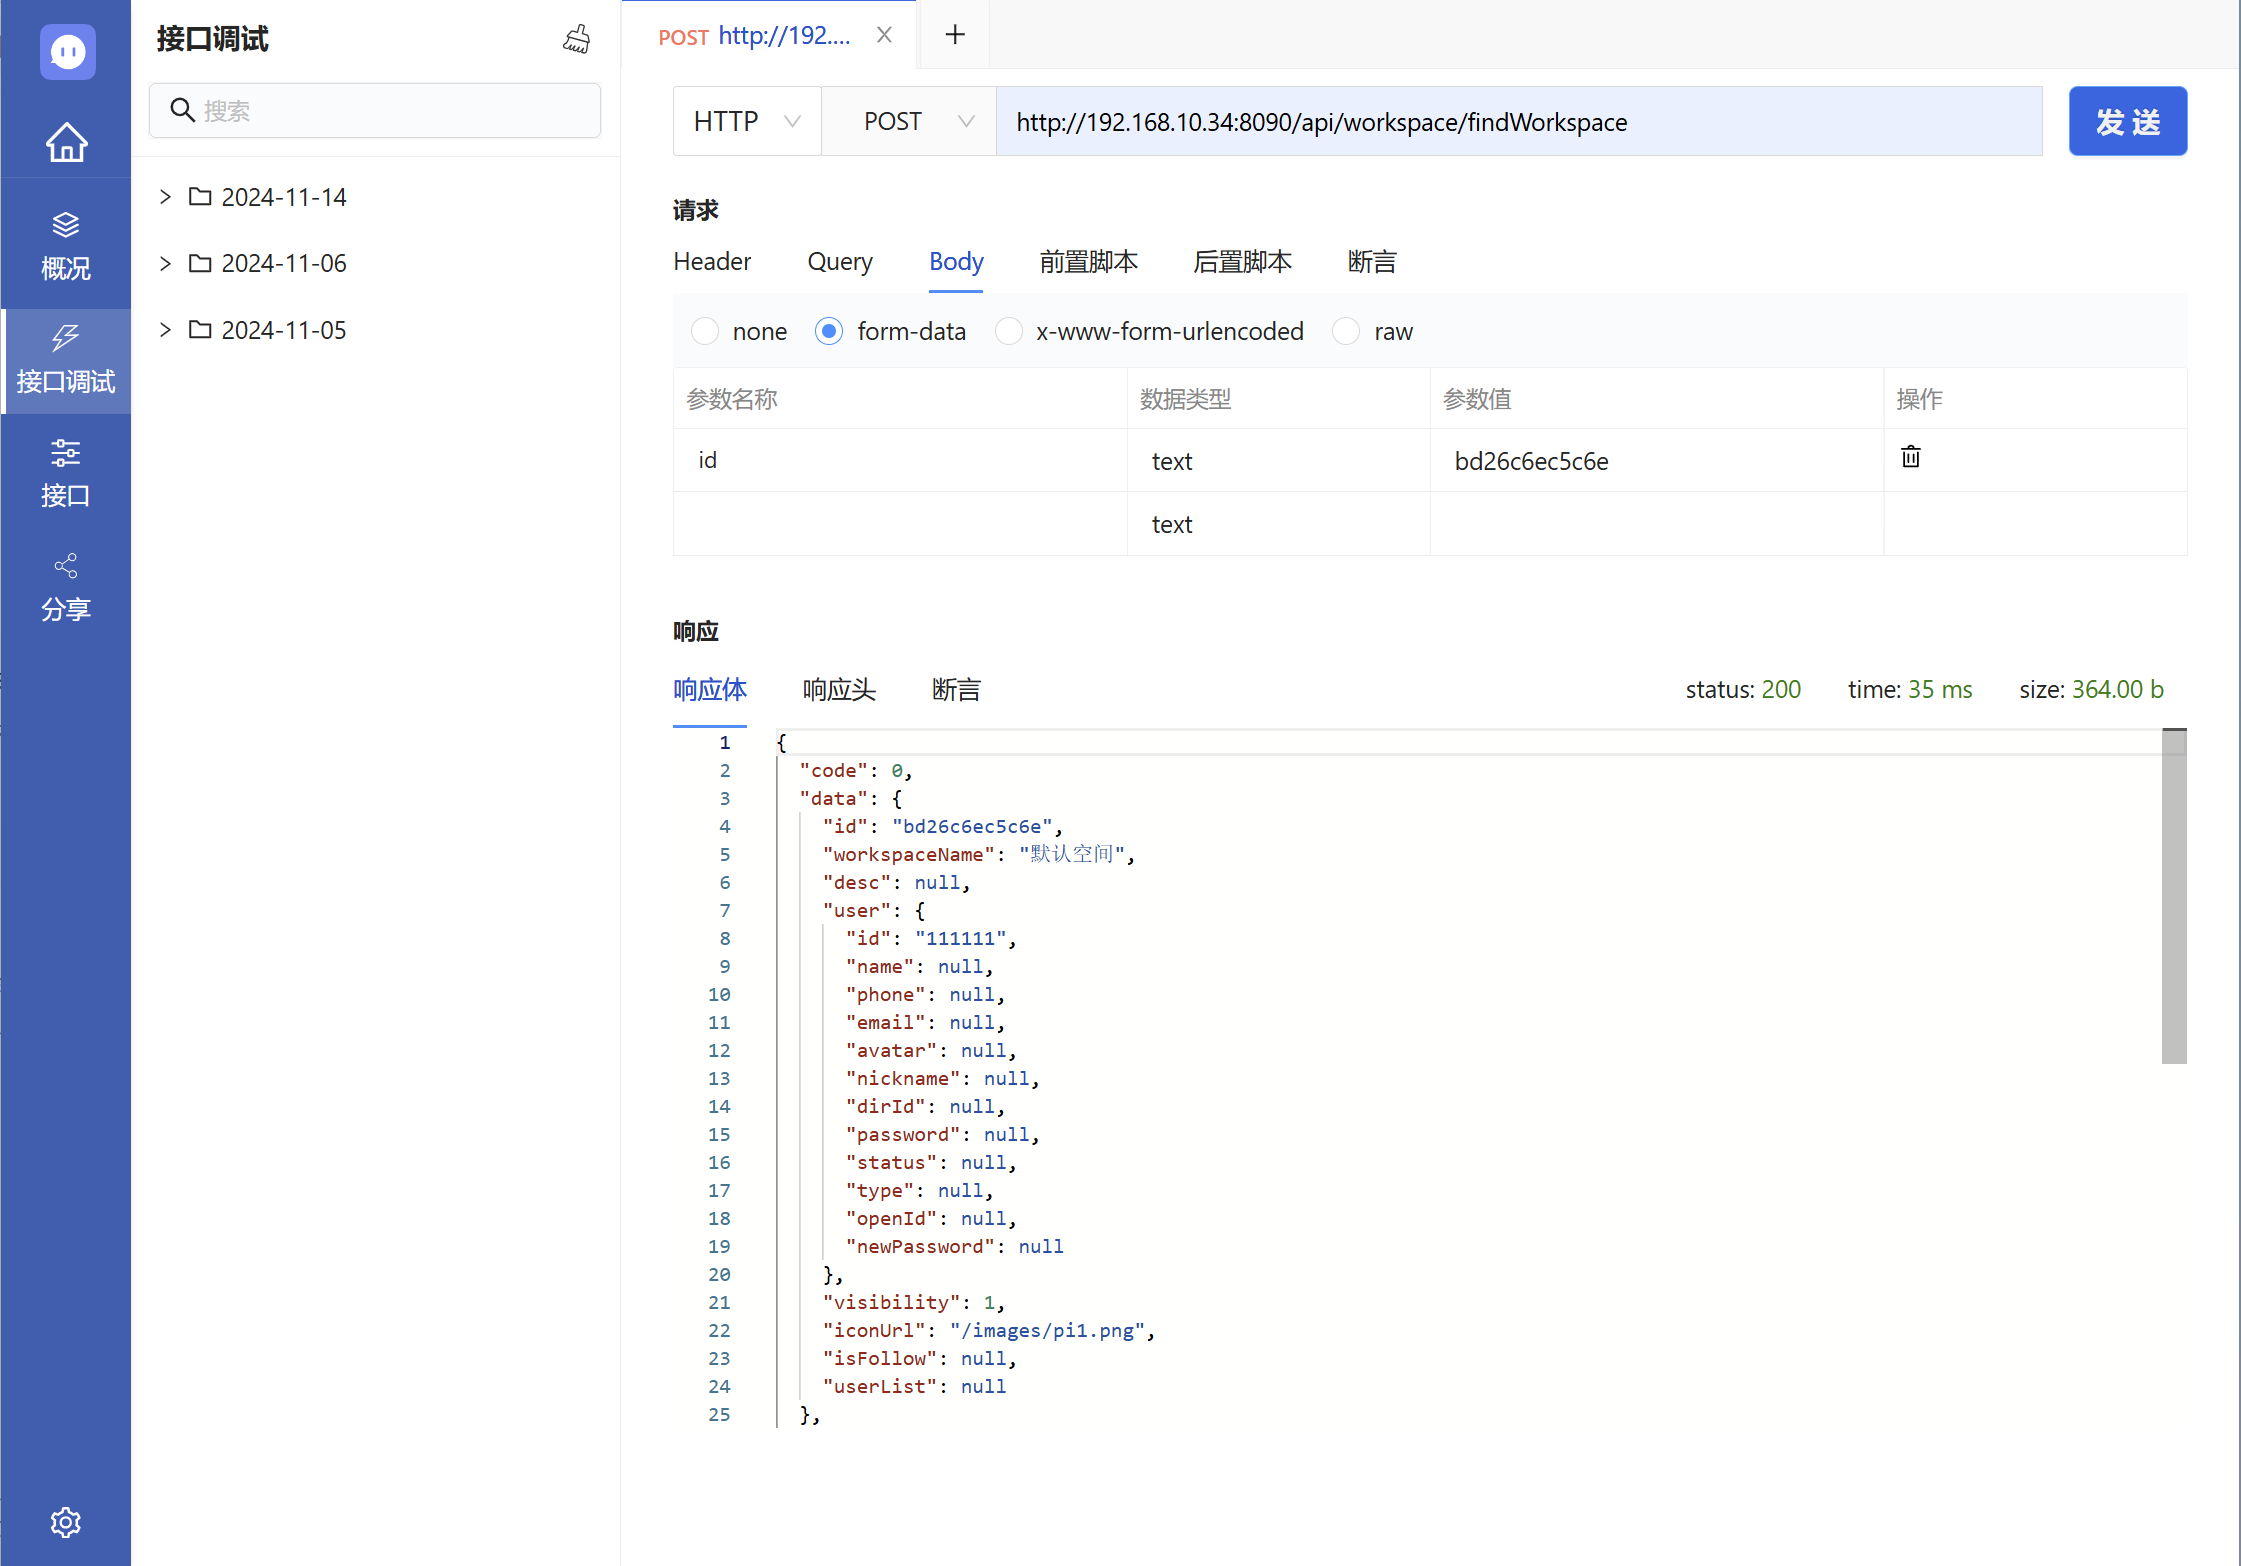 接口调试
搜索
2024-11-14
2024-11-06
2024-11-05
概况
接口调试
接口
分享
POST http://192....
HTTP
POST
http://192.168.10.34:8090/api/workspace/findWorkspace
发 送
请求
Header Query Body 前置脚本 后置脚本 断言
none form-data x-www-form-urlencoded raw
参数名称 数据类型 参数值 操作
id text bd26c6ec5c6e
text
响应
响应体 响应头 断言 status: 200 time: 35 ms size: 364.00 b
1 {
2 "code": 0,
3 "data": {
4 "id": "bd26c6ec5c6e",
5 "workspaceName": "默认空间",
6 "desc": null,
7 "user": {
8 "id": "111111",
9 "name": null,
10 "phone": null,
11 "email": null,
12 "avatar": null,
13 "nickname": null,
14 "dirId": null,
15 "password": null,
16 "status": null,
17 "type": null,
18 "openId": null,
19 "newPassword": null
20 },
21 "visibility": 1,
22 "iconUrl": "/images/pi1.png",
23 "isFollow": null,
24 "userList": null
25 },